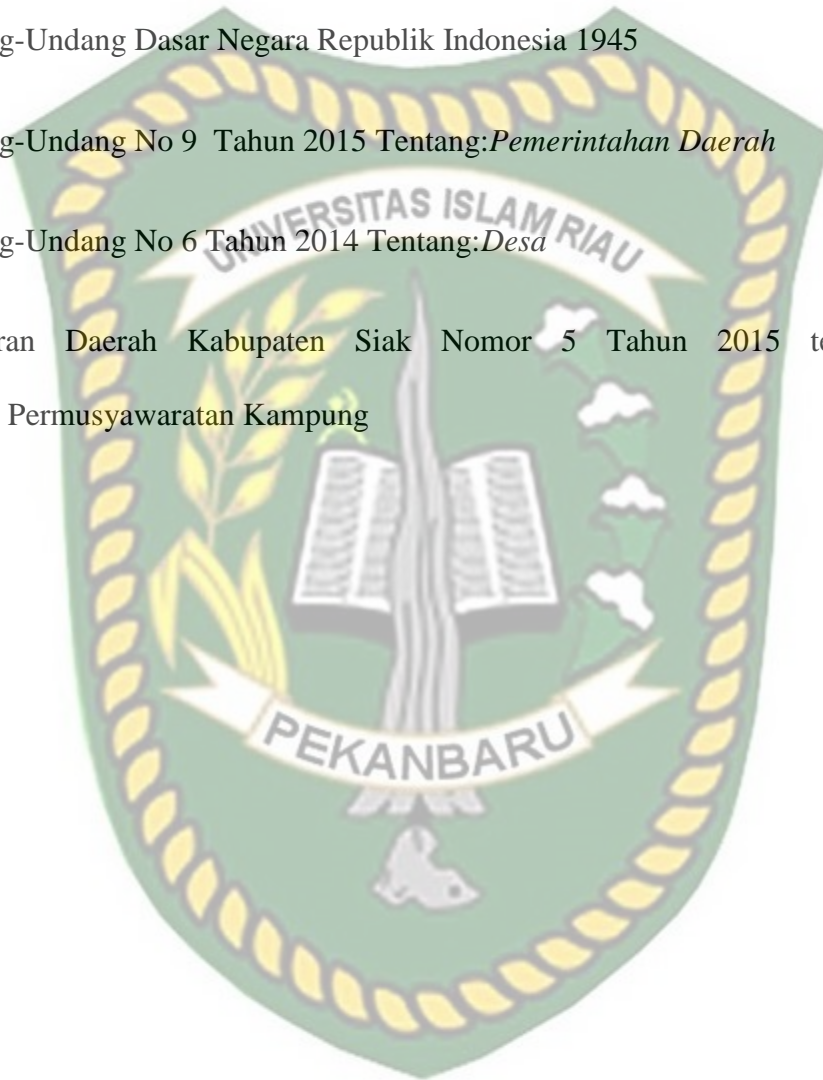 g-Undang Dasar Negara Republik Indonesia 1945
g-Undang No 9 Tahun 2015 Tentang:Pemerintahan Daerah
UNIVERSITAS ISLAM RIAU
g-Undang No 6 Tahun 2014 Tentang:Desa
ran Daerah Kabupaten Siak Nomor 5 Tahun 2015 te
Permusyawaratan Kampung
PEKANBARU